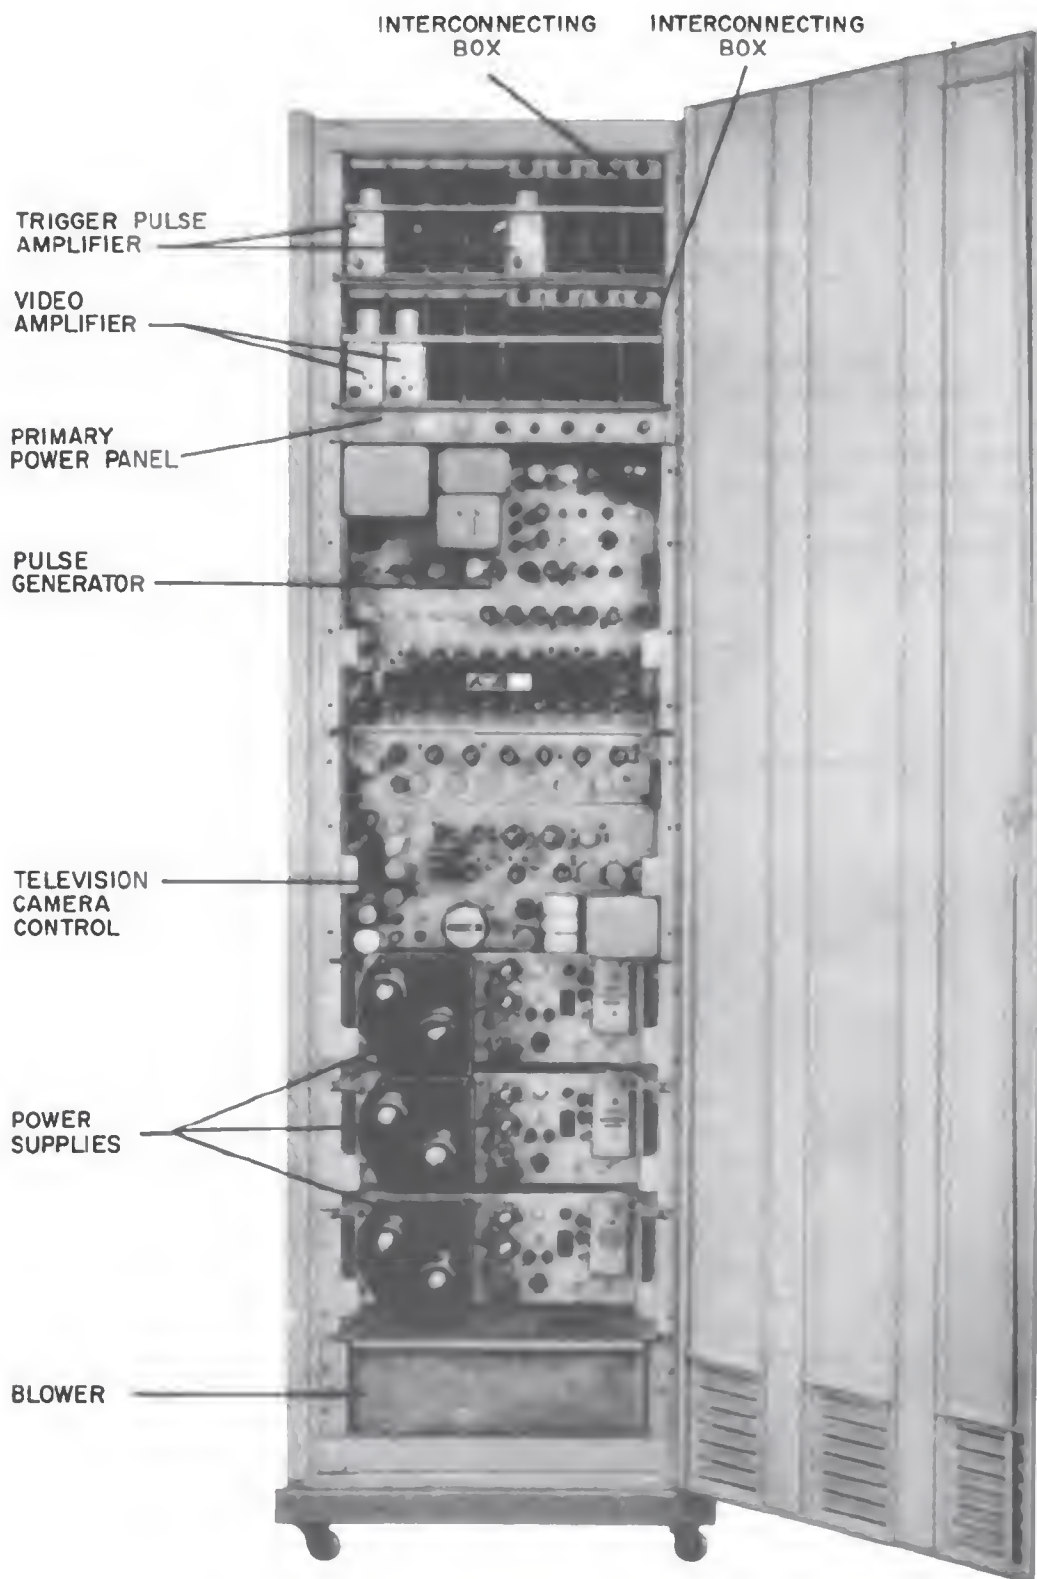 INTERCONNECTING
BOX
INTERCONNECTING
BOX
TRIGGER PULSE
AMPLIFIER
VIDEO
AMPLIFIER
PRIMARY
POWER PANEL
PULSE
GENERATOR
TELEVISION
CAMERA
CONTROL
POWER
SUPPLIES
BLOWER